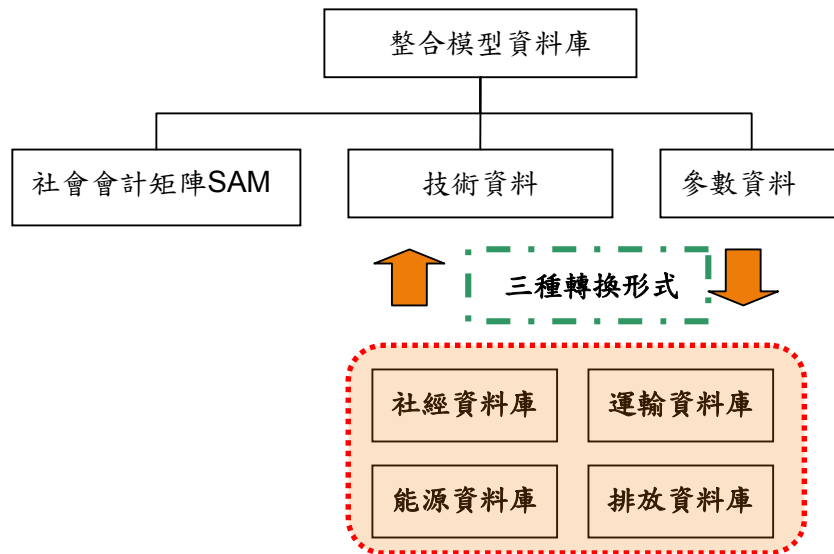 整合模型資料庫
社會會計矩陣SAM
技術資料
參數資料
三種轉換形式
社經資料庫
運輸資料庫
能源資料庫
排放資料庫